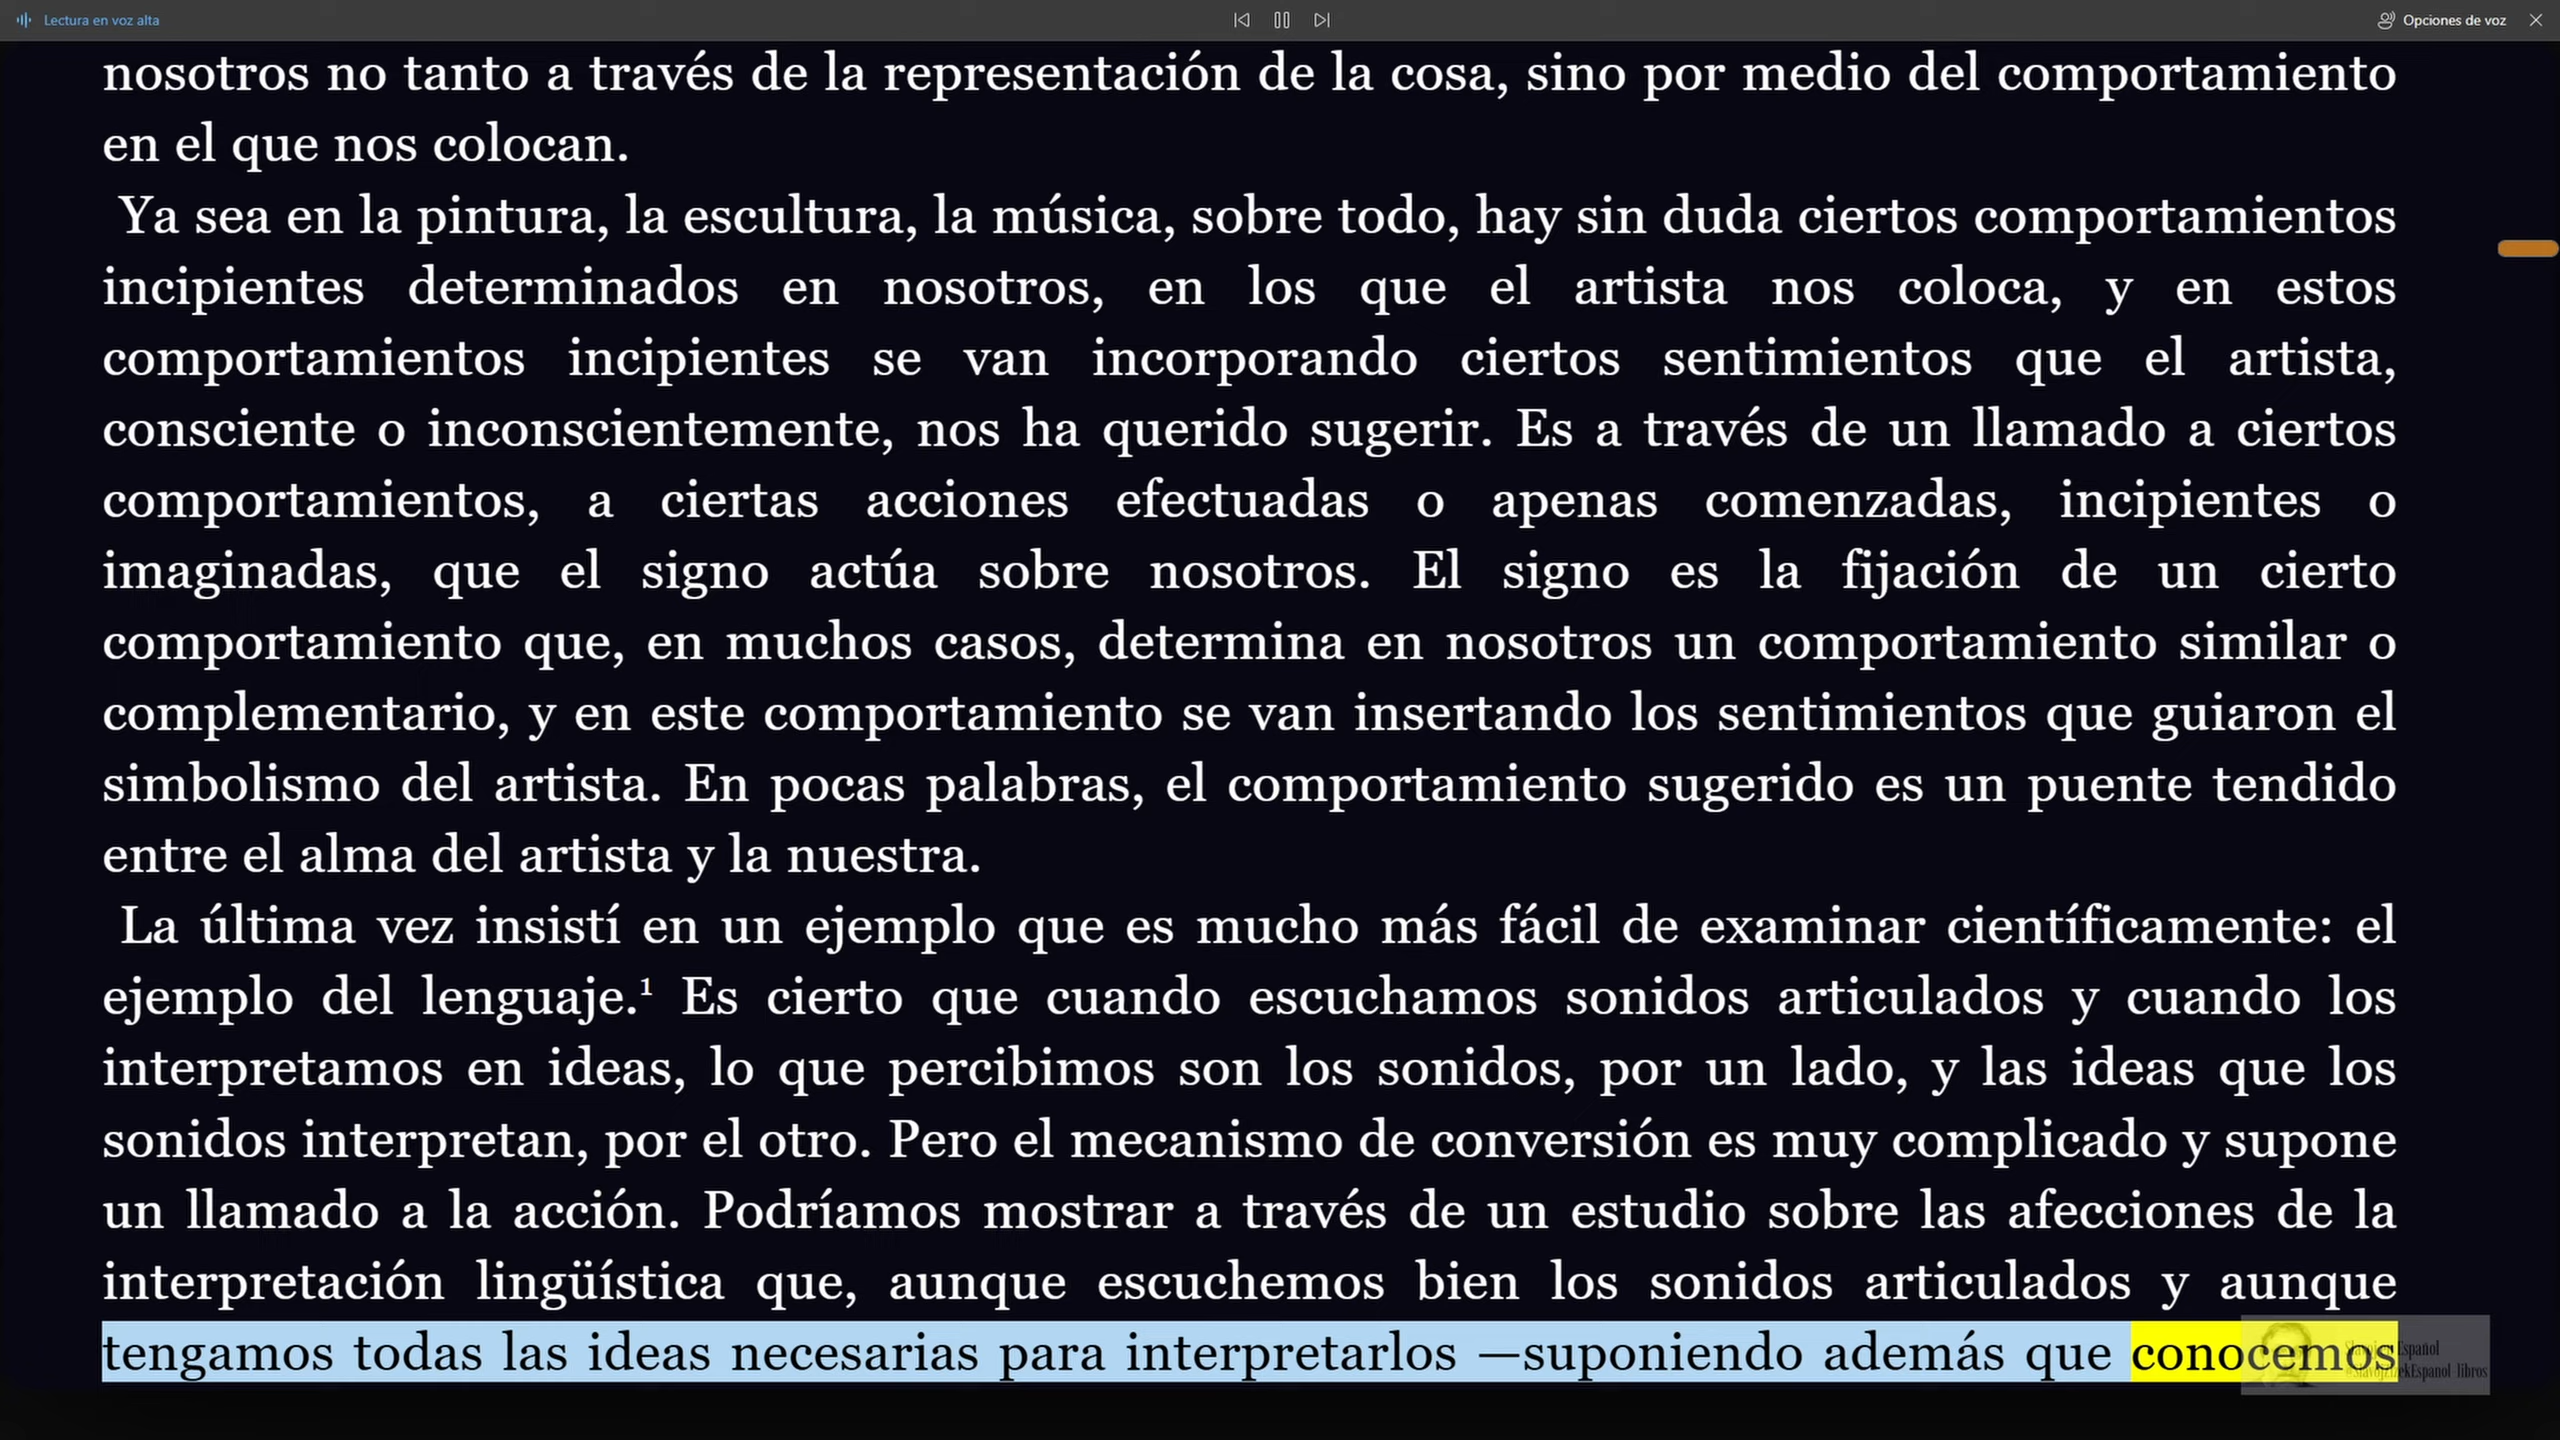 Lectura en voz alta
Opciones de voz
nosotros no tanto a través de la representación de la cosa, sino por medio del comportamiento
en el que nos colocan.
Ya sea en la pintura, la escultura, la música, sobre todo, hay sin duda ciertos comportamientos
incipientes determinados en nosotros, en los que el artista nos coloca, y en estos
comportamientos incipientes se van incorporando ciertos sentimientos que el artista,
consciente o inconscientemente, nos ha querido sugerir. Es a través de un llamado a ciertos
comportamientos, a ciertas acciones efectuadas o apenas comenzadas, incipientes o
imaginadas, que el signo actúa sobre nosotros. El signo es la fijación de un cierto
comportamiento que, en muchos casos, determina en nosotros un comportamiento similar o
complementario, y en este comportamiento se van insertando los sentimientos que guiaron el
simbolismo del artista. En pocas palabras, el comportamiento sugerido es un puente tendido
entre el alma del artista y la nuestra.
La última vez insistí en un ejemplo que es mucho más fácil de examinar científicamente: el
ejemplo del lenguaje.¹ Es cierto que cuando escuchamos sonidos articulados y cuando los
interpretamos en ideas, lo que percibimos son los sonidos, por un lado, y las ideas que los
sonidos interpretan, por el otro. Pero el mecanismo de conversión es muy complicado y supone
un llamado a la acción. Podríamos mostrar a través de un estudio sobre las afecciones de la
interpretación lingüística que, aunque escuchemos bien los sonidos articulados y aunque
tengamos todas las ideas necesarias para interpretarlos —suponiendo además que conocemos
Español